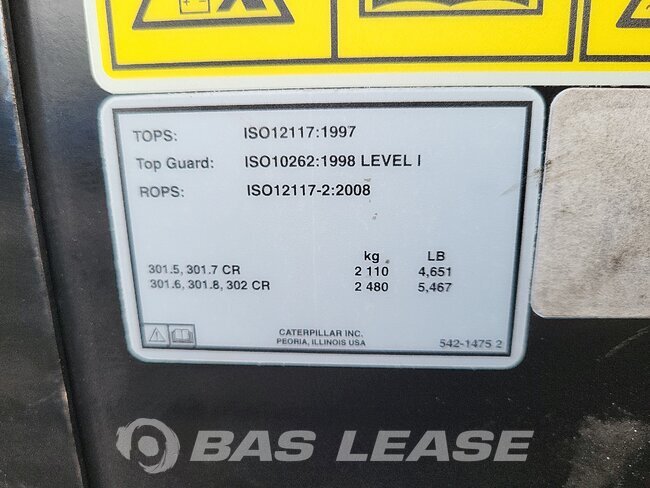 TOPS: ISO12117:1997
Top Guard: ISO10262:1998 LEVEL I
ROPS: ISO12117-2:2008
kg LB
301.5, 301.7 CR 2 110 4,651
301.6, 301.8, 302 CR 2 480 5,467
CATERPILLAR INC.
PEORIA, ILLINOIS USA 542-1475 2
BAS LEASE